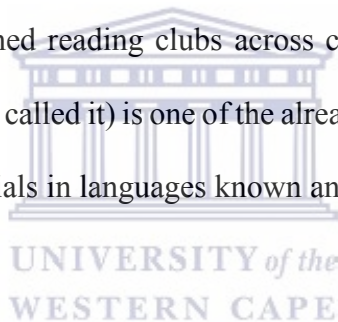 ned reading clubs across c
called it) is one of the alrea
als in languages known an
UNIVERSITY of the
WESTERN CAPE